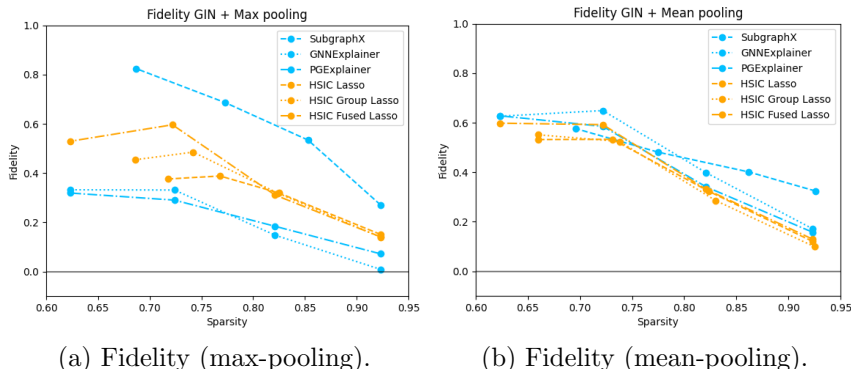 Fidelity GIN + Max pooling
SubgraphX
GNNExplainer
PGExplainer
HSIC Lasso
HSIC Group Lasso
HSIC Fused Lasso
Fidelity
1.0
0.8
0.6
0.4
0.2
0.0
0.60 0.65 0.70 0.75 0.80 0.85 0.90 0.95
Sparsity
(a) Fidelity (max-pooling).
Fidelity GIN + Mean pooling
SubgraphX
GNNExplainer
PGExplainer
HSIC Lasso
HSIC Group Lasso
HSIC Fused Lasso
Fidelity
1.0
0.8
0.6
0.4
0.2
0.0
0.60 0.65 0.70 0.75 0.80 0.85 0.90 0.95
Sparsity
(b) Fidelity (mean-pooling).